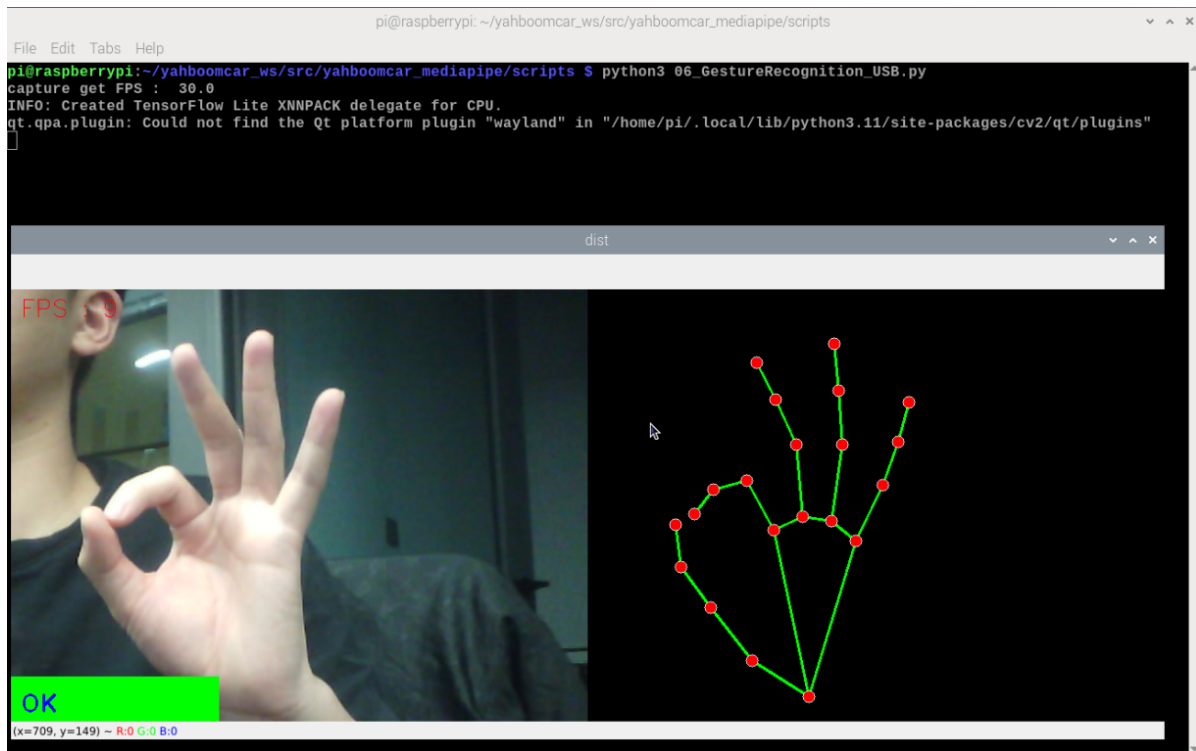 pi@raspberrypi: ~/yahboomcar_ws/src/yahboomcar_mediapipe/scripts
File Edit Tabs Help
pi@raspberrypi:~/yahboomcar_ws/src/yahboomcar_mediapipe/scripts $ python3 06_GestureRecognition_USB.py
capture get FPS :  30.0
INFO: Created TensorFlow Lite XNNPACK delegate for CPU.
qt.qpa.plugin: Could not find the Qt platform plugin "wayland" in "/home/pi/.local/lib/python3.11/site-packages/cv2/qt/plugins"
dist
FPS : 9
OK
(x=709, y=149) ~ R:0 G:0 B:0